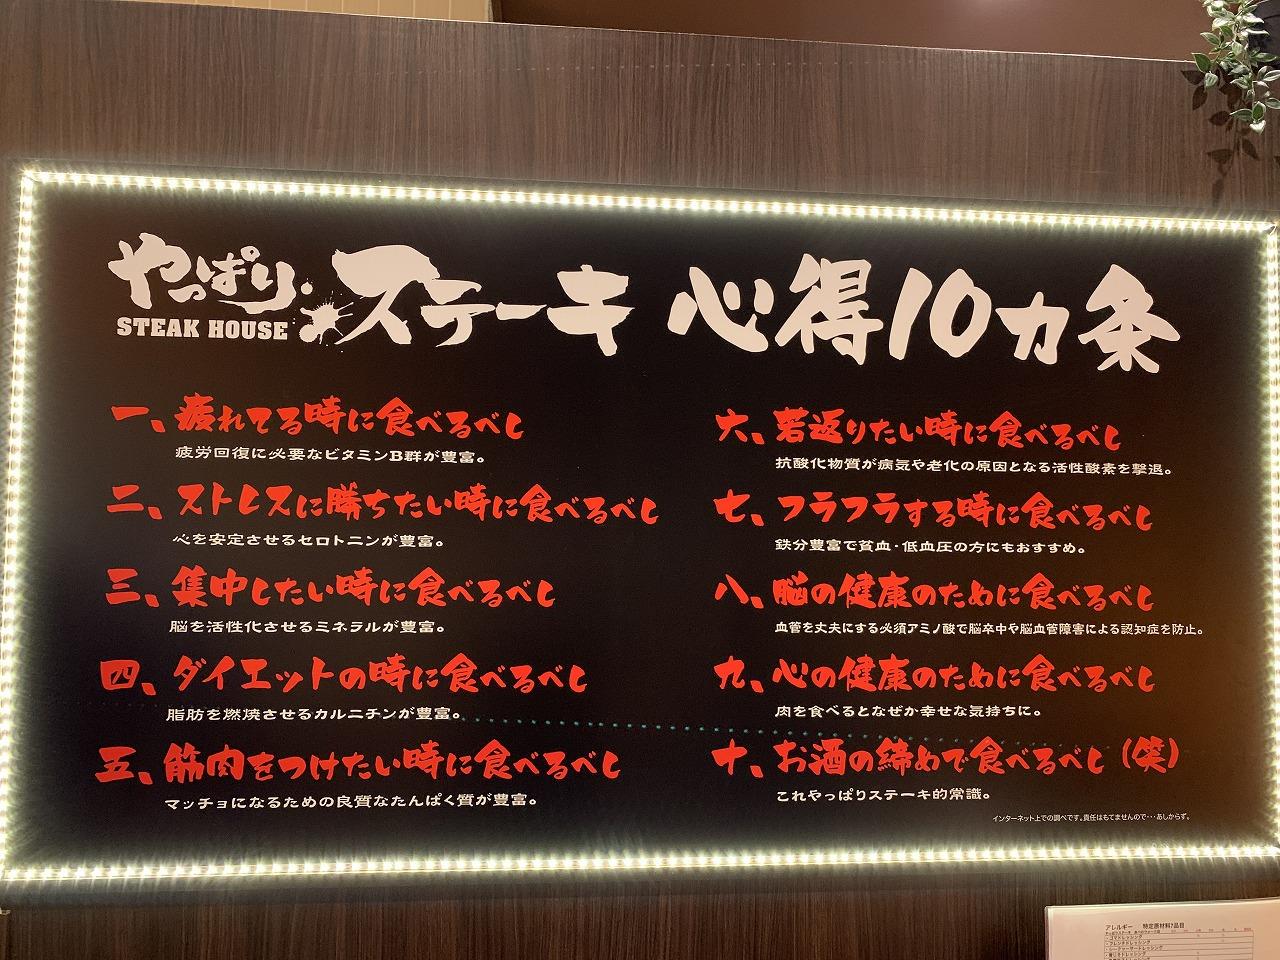 やっぱりステーキ 心得10カ条
STEAK HOUSE
一、疲れてる時に食べるべし
疲労回復に必要なビタミンB群が豊富。
二、ストレスに勝ちたい時に食べるべし
心を安定させるセロトニンが豊富。
三、集中したい時に食べるべし
脳を活性化させるミネラルが豊富。
四、ダイエットの時に食べるべし
脂肪を燃焼させるカルニチンが豊富。
五、筋肉をつけたい時に食べるべし
マッチョになるための良質なたんぱく質が豊富。
六、若返りたい時に食べるべし
抗酸化物質が病気や老化の原因となる活性酸素を撃退。
七、フラフラする時に食べるべし
鉄分豊富で貧血・低血圧の方にもおすすめ。
八、脳の健康のために食べるべし
血管を丈夫にする必須アミノ酸で脳卒中や脳血管障害による認知症を防止。
九、心の健康のために食べるべし
肉を食べるとなぜか幸せな気持ちに。
十、お酒の締めで食べるべし(笑)
これやっぱりステーキ的常識。
インターネット上での調べです。責任はもてませんので・・・あしからず。
アレルギー 特定原材料7品目